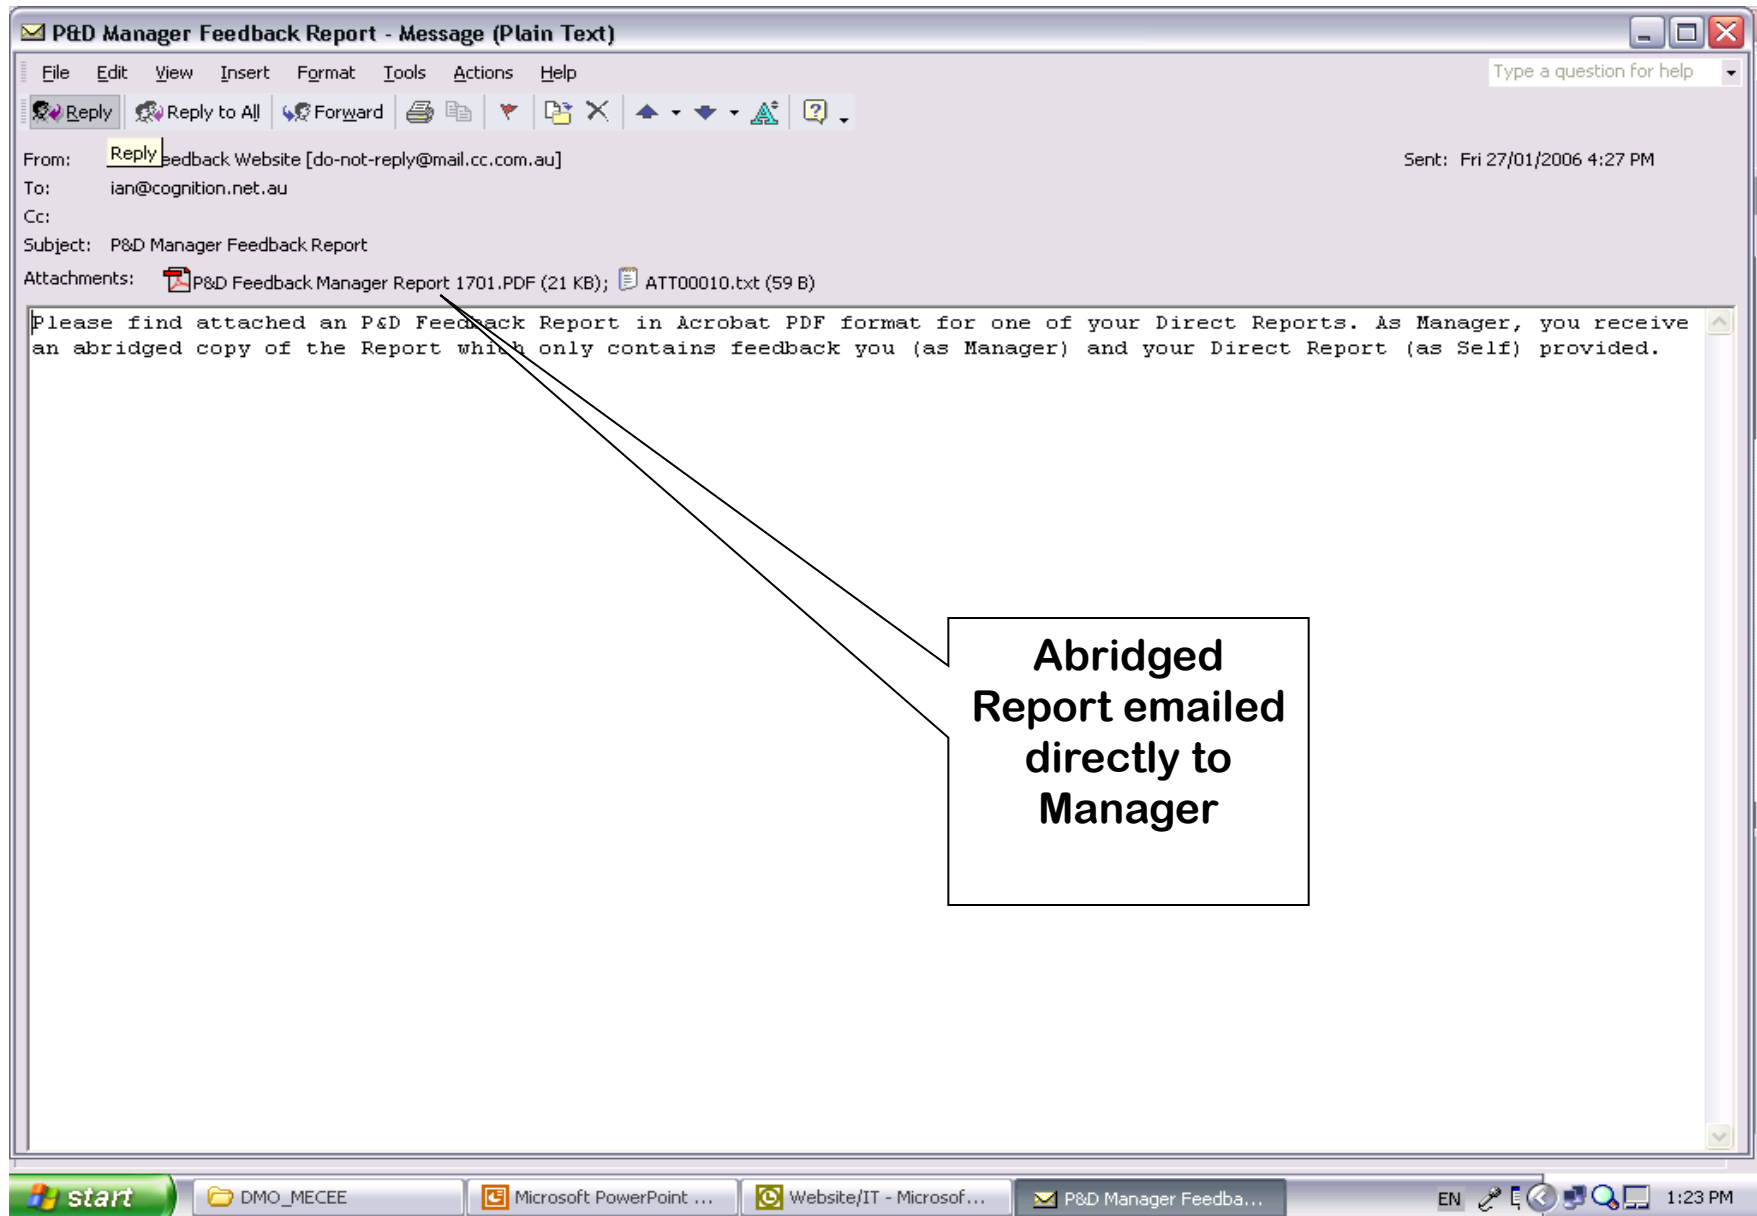 P&D Manager Feedback Report - Message (Plain Text)
File Edit View Insert Format Tools Actions Help Type a question for help
Reply Reply to All Forward
From: Reply eedback Website [do-not-reply@mail.cc.com.au] Sent: Fri 27/01/2006 4:27 PM
To: ian@cognition.net.au
Cc:
Subject: P&D Manager Feedback Report
Attachments: P&D Feedback Manager Report 1701.PDF (21 KB); ATT00010.txt (59 B)
Please find attached an P&D Feedback Report in Acrobat PDF format for one of your Direct Reports. As Manager, you receive
an abridged copy of the Report which only contains feedback you (as Manager) and your Direct Report (as Self) provided.
Abridged
Report emailed
directly to
Manager
start DMO_MECEE Microsoft PowerPoint ... Website/IT - Microsof... P&D Manager Feedba... EN 1:23 PM